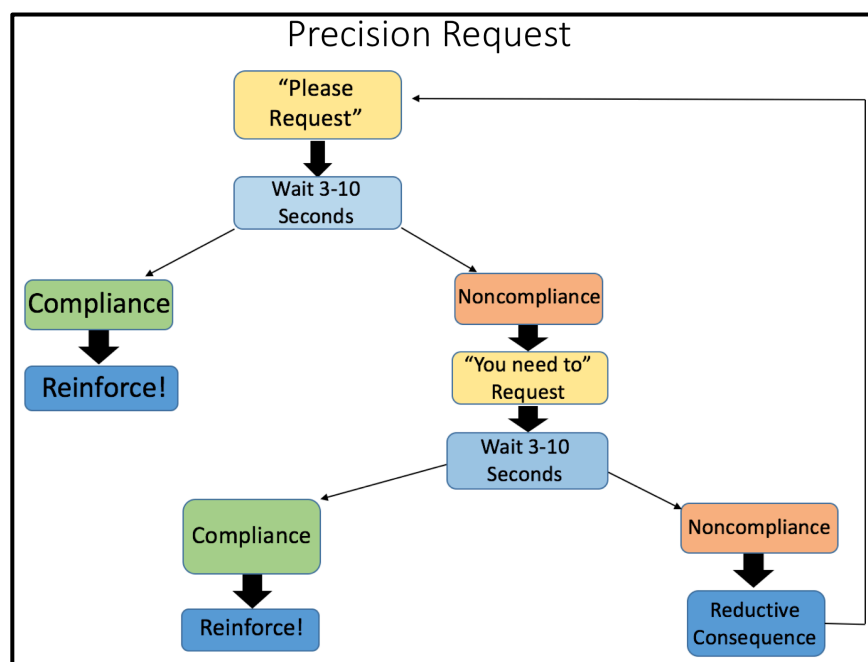 Precision Request
“Please
Request”
Wait 3-10
Seconds
Compliance
Noncompliance
Reinforce!
“You need to”
Request
Wait 3-10
Seconds
Compliance
Noncompliance
Reinforce!
Reductive
Consequence